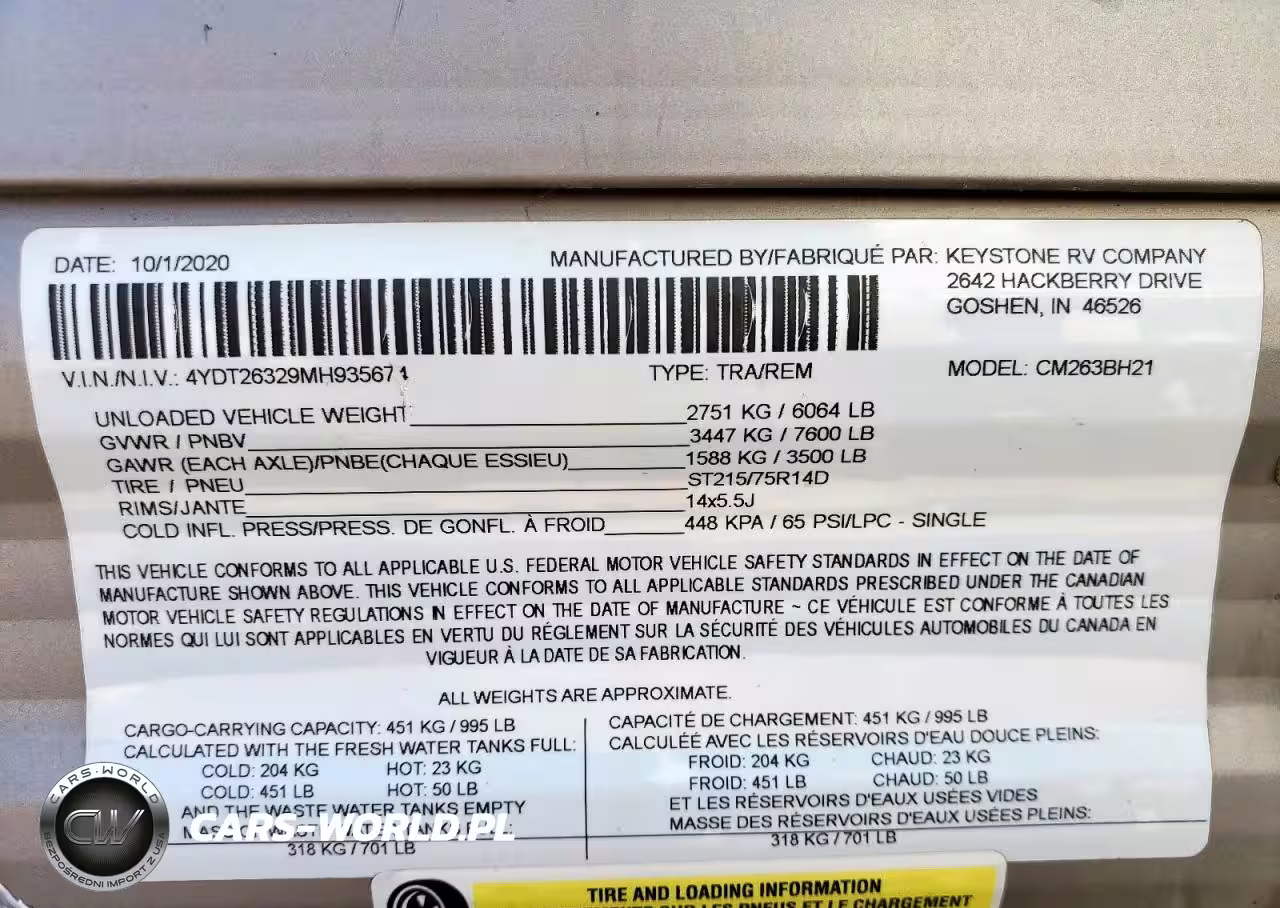 DATE: 10/1/2020
MANUFACTURED BY/FABRIQUÉ PAR: KEYSTONE RV COMPANY
2642 HACKBERRY DRIVE
GOSHEN, IN 46526
V.I.N./N.I.V.: 4YDT26329MH935671
TYPE: TRA/REM
MODEL: CM263BH21
UNLOADED VEHICLE WEIGHT 2751 KG / 6064 LB
GVWR / PNBV 3447 KG / 7600 LB
GAWR (EACH AXLE)/PNBE(CHAQUE ESSIEU) 1588 KG / 3500 LB
TIRE / PNEU ST215/75R14D
RIMS/JANTE 14x5.5J
COLD INFL. PRESS/PRESS. DE GONFL. À FROID 448 KPA / 65 PSI/LPC - SINGLE
THIS VEHICLE CONFORMS TO ALL APPLICABLE U.S. FEDERAL MOTOR VEHICLE SAFETY STANDARDS IN EFFECT ON THE DATE OF
MANUFACTURE SHOWN ABOVE. THIS VEHICLE CONFORMS TO ALL APPLICABLE STANDARDS PRESCRIBED UNDER THE CANADIAN
MOTOR VEHICLE SAFETY REGULATIONS IN EFFECT ON THE DATE OF MANUFACTURE ~ CE VÉHICULE EST CONFORME À TOUTES LES
NORMES QUI LUI SONT APPLICABLES EN VERTU DU RÉGLEMENT SUR LA SÉCURITÉ DES VÉHICULES AUTOMOBILES DU CANADA EN
VIGUEUR À LA DATE DE SA FABRICATION.
ALL WEIGHTS ARE APPROXIMATE.
CARGO-CARRYING CAPACITY: 451 KG / 995 LB
CALCULATED WITH THE FRESH WATER TANKS FULL:
COLD: 204 KG HOT: 23 KG
COLD: 451 LB HOT: 50 LB
AND THE WASTE WATER TANKS EMPTY
318 KG / 701 LB
CAPACITÉ DE CHARGEMENT: 451 KG / 995 LB
CALCULÉE AVEC LES RÉSERVOIRS D'EAU DOUCE PLEINS:
FROID: 204 KG CHAUD: 23 KG
FROID: 451 LB CHAUD: 50 LB
ET LES RÉSERVOIRS D'EAUX USÉES VIDES
MASSE DES RÉSERVOIRS D'EAUX USÉES PLEINS:
318 KG / 701 LB
CARS-WORLD
CW
BEZPOŚREDNI IMPORT Z USA
CARS-WORLD.PL
TIRE AND LOADING INFORMATION
SUR LES PNEUS ET LE CHARGEMENT